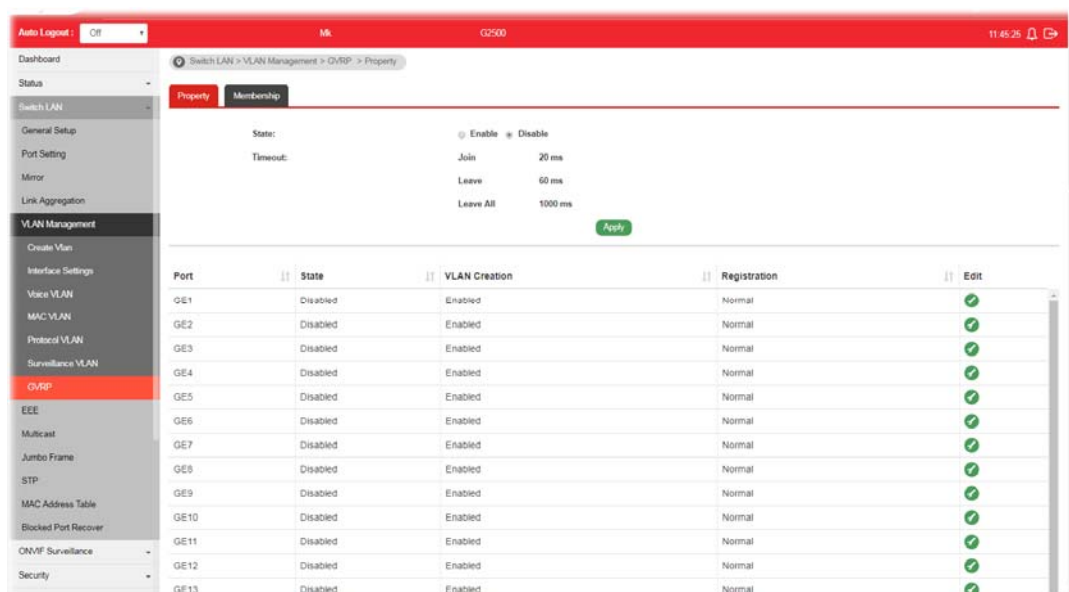 Auto Logout : Off Mk G2500 11:45:25
Dashboard
Status
Switch LAN
General Setup
Port Setting
Mirror
Link Aggregation
VLAN Management
Create Vlan
Interface Settings
Voice VLAN
MAC VLAN
Protocol VLAN
Surveillance VLAN
GVRP
EEE
Multicast
Jumbo Frame
STP
MAC Address Table
Blocked Port Recover
ONVIF Surveillance
Security
Switch LAN > VLAN Management > GVRP > Property
Property Membership
State: Enable Disable
Timeout: Join 20 ms
Leave 60 ms
Leave All 1000 ms
Apply
Port State VLAN Creation Registration Edit
GE1 Disabled Enabled Normal
GE2 Disabled Enabled Normal
GE3 Disabled Enabled Normal
GE4 Disabled Enabled Normal
GE5 Disabled Enabled Normal
GE6 Disabled Enabled Normal
GE7 Disabled Enabled Normal
GE8 Disabled Enabled Normal
GE9 Disabled Enabled Normal
GE10 Disabled Enabled Normal
GE11 Disabled Enabled Normal
GE12 Disabled Enabled Normal
GE13 Disabled Enabled Normal